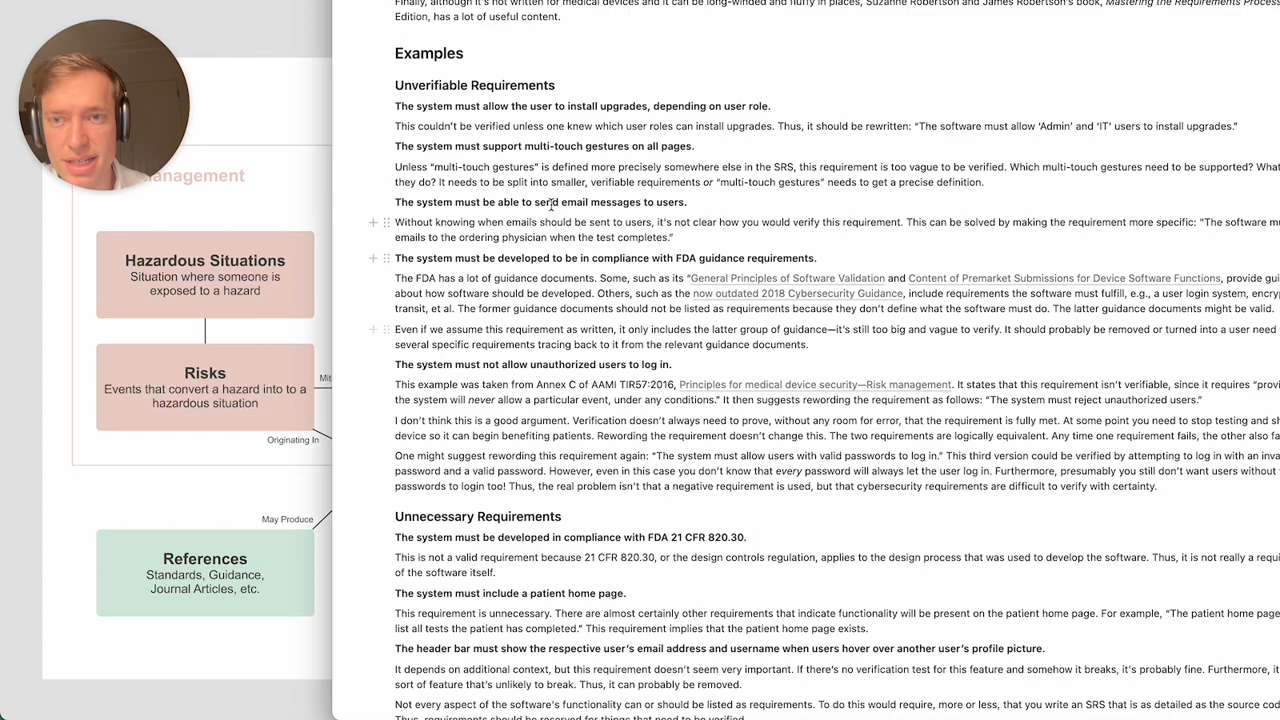 Finally, although it's not written for medical devices and it can be long-winded and fluffy in places, Suzanne Robertson and James Robertson's book, Mastering the Requirements Process
Edition, has a lot of useful content.
Examples
Unverifiable Requirements
The system must allow the user to install upgrades, depending on user role.
This couldn't be verified unless one knew which user roles can install upgrades. Thus, it should be rewritten: “The software must allow ‘Admin’ and ‘IT’ users to install upgrades.”
The system must support multi-touch gestures on all pages.
Unless “multi-touch gestures” is defined more precisely somewhere else in the SRS, this requirement is too vague to be verified. Which multi-touch gestures need to be supported? What
they do? It needs to be split into smaller, verifiable requirements or “multi-touch gestures” needs to get a precise definition.
The system must be able to send email messages to users.
Without knowing when emails should be sent to users, it's not clear how you would verify this requirement. This can be solved by making the requirement more specific: "The software
emails to the ordering physician when the test completes.”
The system must be developed to be in compliance with FDA guidance requirements.
The FDA has a lot of guidance documents. Some, such as its “General Principles of Software Validation and Content of Premarket Submissions for Device Software Functions, provide
about how software should be developed. Others, such as the now outdated 2018 Cybersecurity Guidance, include requirements the software must fulfill, e.g., a user login system,
transit, et al. The former guidance documents should not be listed as requirements because they don't define what the software must do. The latter guidance documents might be valid.
Even if we assume this requirement as written, it only includes the latter group of guidance—it's still too big and vague to verify. It should probably be removed or turned into a user need
several specific requirements tracing back to it from the relevant guidance documents.
The system must not allow unauthorized users to log in.
This example was taken from Annex C of AAMI TIR57:2016, Principles for medical device security—Risk management. It states that this requirement isn't verifiable, since it requires
the system will never allow a particular event, under any conditions.” It then suggests rewording the requirement as follows: “The system must reject unauthorized users.”
I don't think this is a good argument. Verification doesn't always need to prove, without any room for error, that the requirement is fully met. At some point you need to stop testing and
device so it can begin benefiting patients. Rewording the requirement doesn't change this. The two requirements are logically equivalent. Any time one requirement fails, the other also
One might suggest rewording this requirement again: “The system must allow users with valid passwords to log in.” This third version could be verified by attempting to log in with an
password and a valid password. However, even in this case you don't know that every password will always let the user log in. Furthermore, presumably you still don't want users without
passwords to login too! Thus, the real problem isn't that a negative requirement is used, but that cybersecurity requirements are difficult to verify with certainty.
Unnecessary Requirements
The system must be developed in compliance with FDA 21 CFR 820.30.
This is not a valid requirement because 21 CFR 820.30, or the design controls regulation, applies to the design process that was used to develop the software. Thus, it is not really a
of the software itself.
The system must include a patient home page.
This requirement is unnecessary. There are almost certainly other requirements that indicate functionality will be present on the patient home page. For example, “The patient home page
list all tests the patient has completed.” This requirement implies that the patient home page exists.
The header bar must show the respective user's email address and username when users hover over another user's profile picture.
It depends on additional context, but this requirement doesn't seem very important. If there's no verification test for this feature and somehow it breaks, it's probably fine. Furthermore,
sort of feature that's unlikely to break. Thus, it can probably be removed.
Not every aspect of the software's functionality can or should be listed as requirements. To do this would require, more or less, that you write an SRS that is as detailed as the source
Thus, requirements should be reserved for things that need to be verified.
Hazardous Situations
Situation where someone is
exposed to a hazard
Risks
Events that convert a hazard into to a
hazardous situation
Originating In
May Produce
References
Standards, Guidance,
Journal Articles, etc.